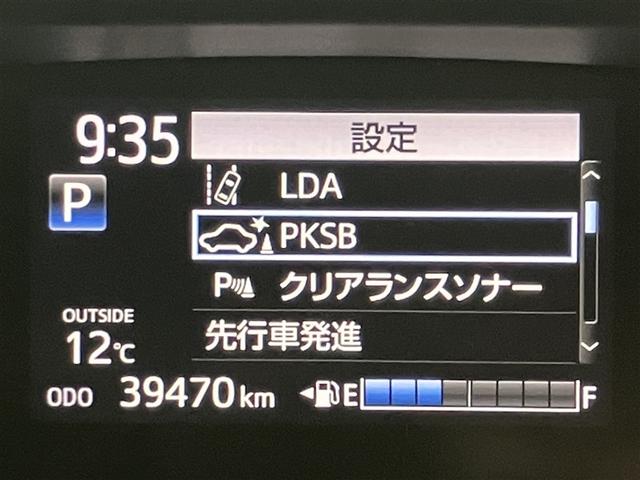 9:35
設定
P
LDA
PKSB
P クリアランスソナー
先行車発進
OUTSIDE
12℃
ODO 39470 km
E F